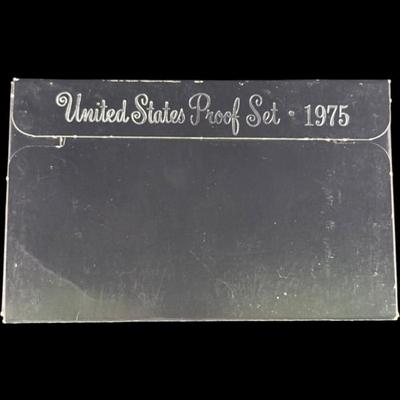 United States Proof Set · 1975